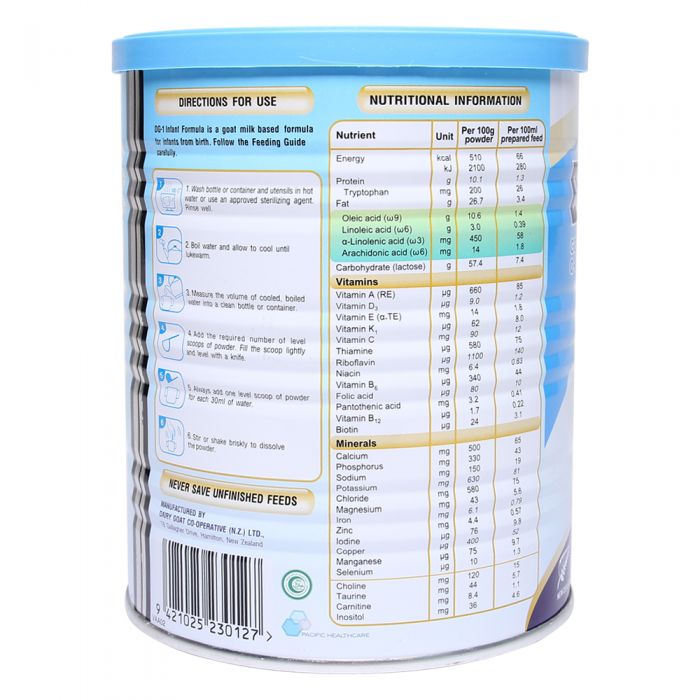 DIRECTIONS FOR USE
DG-1 Infant Formula is a goat milk based formula
for infants from birth. Follow the Feeding Guide
carefully.
1. Wash bottle or container and utensils in hot
water or use an approved sterilizing agent.
Rinse well.
2. Boil water and allow to cool until
lukewarm.
3. Measure the volume of cooled, boiled
water into a clean bottle or container.
4. Add the required number of level
scoops of powder. Fill the scoop lightly
and level with a knife.
5. Always add one level scoop of powder
for each 30ml of water.
6. Stir or shake briskly to dissolve
the powder.
NEVER SAVE UNFINISHED FEEDS
MANUFACTURED BY
DAIRY GOAT CO-OPERATIVE (N.Z.) LTD.,
75 Gallagher Drive, Hamilton, New Zealand
9 421025 230127 >
PACIFIC HEALTHCARE
NUTRITIONAL INFORMATION
Nutrient Unit Per 100g powder Per 100ml prepared feed
Energy kcal 510 66
kJ 2100 280
Protein g 10.1 1.3
Tryptophan mg 200 26
Fat g 26.7 3.4
Oleic acid (ω9) g 10.6 1.4
Linoleic acid (ω6) g 3.0 0.39
α-Linolenic acid (ω3) mg 450 58
Arachidonic acid (ω6) mg 14 1.8
Carbohydrate (lactose) g 57.4 7.4
Vitamins
Vitamin A (RE) µg 660 85
Vitamin D3 µg 9.0 1.2
Vitamin E (α.TE) mg 14 1.8
Vitamin K1 µg 62 8.0
Vitamin C mg 90 12
Thiamine µg 580 75
Riboflavin µg 1100 140
Niacin mg 6.4 0.83
Vitamin B6 µg 340 44
Folic acid µg 80 10
Pantothenic acid mg 3.2 0.41
Vitamin B12 µg 1.7 0.22
Biotin µg 24 3.1
Minerals
Calcium mg 500 65
Phosphorus mg 330 43
Sodium mg 150 19
Potassium mg 630 81
Chloride mg 580 75
Magnesium mg 43 5.6
Iron mg 6.1 0.79
Zinc mg 4.4 0.57
Iodine µg 76 9.8
Copper µg 400 52
Manganese µg 75 9.7
Selenium µg 10 1.3
Choline mg 120 15
Taurine mg 44 5.7
Carnitine mg 8.4 1.1
Inositol mg 36 4.6